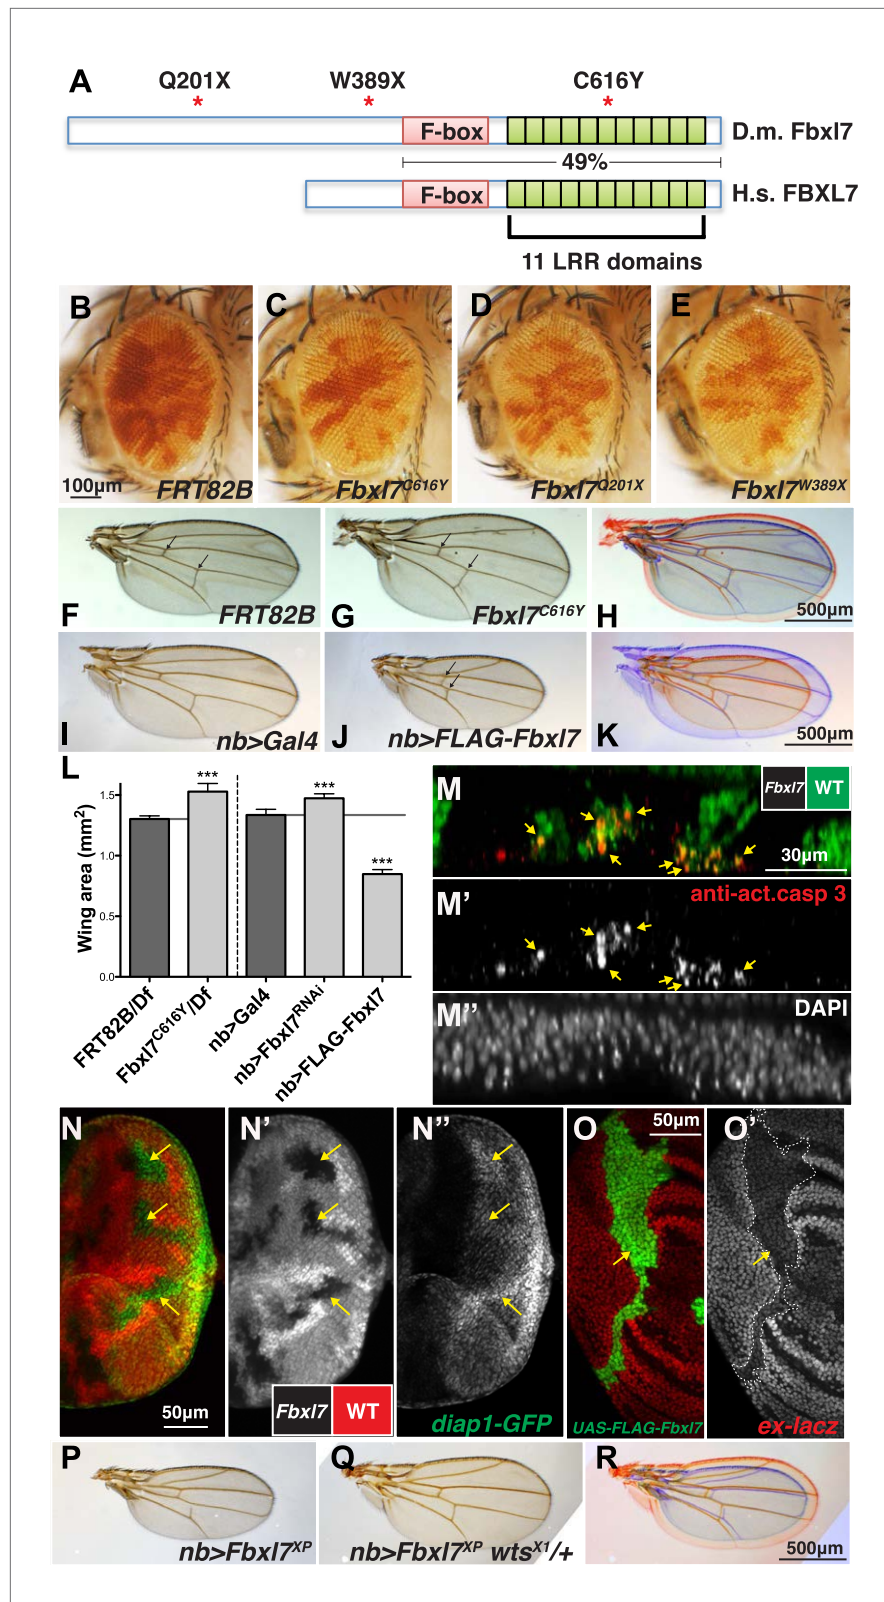 A
Q201X
W389X
C616Y
*
*
*
F-box
D.m. Fbxl7
49%
F-box
H.s. FBXL7
11 LRR domains
B
C
D
E
100µm
FRT82B
Fbxl7C616Y
Fbxl7Q201X
Fbxl7W389X
F
FRT82B
G
Fbxl7C616Y
H
500µm
I
nb>Gal4
J
nb>FLAG-Fbxl7
K
500µm
L
Wing area (mm2)
1.5
1.0
0.5
0.0
***
***
***
FRT82B/Df
Fbxl7C616Y/Df
nb>Gal4
nb>Fbxl7RNAi
nb>FLAG-Fbxl7
M
Fbxl7
WT
30µm
M'
anti-act.casp 3
M''
DAPI
N
50µm
N'
Fbxl7
WT
N''
diap1-GFP
O
50µm
UAS-FLAG-Fbxl7
O'
ex-lacz
P
nb>Fbxl7XP
Q
nb>Fbxl7XP wtsX1/+
R
500µm